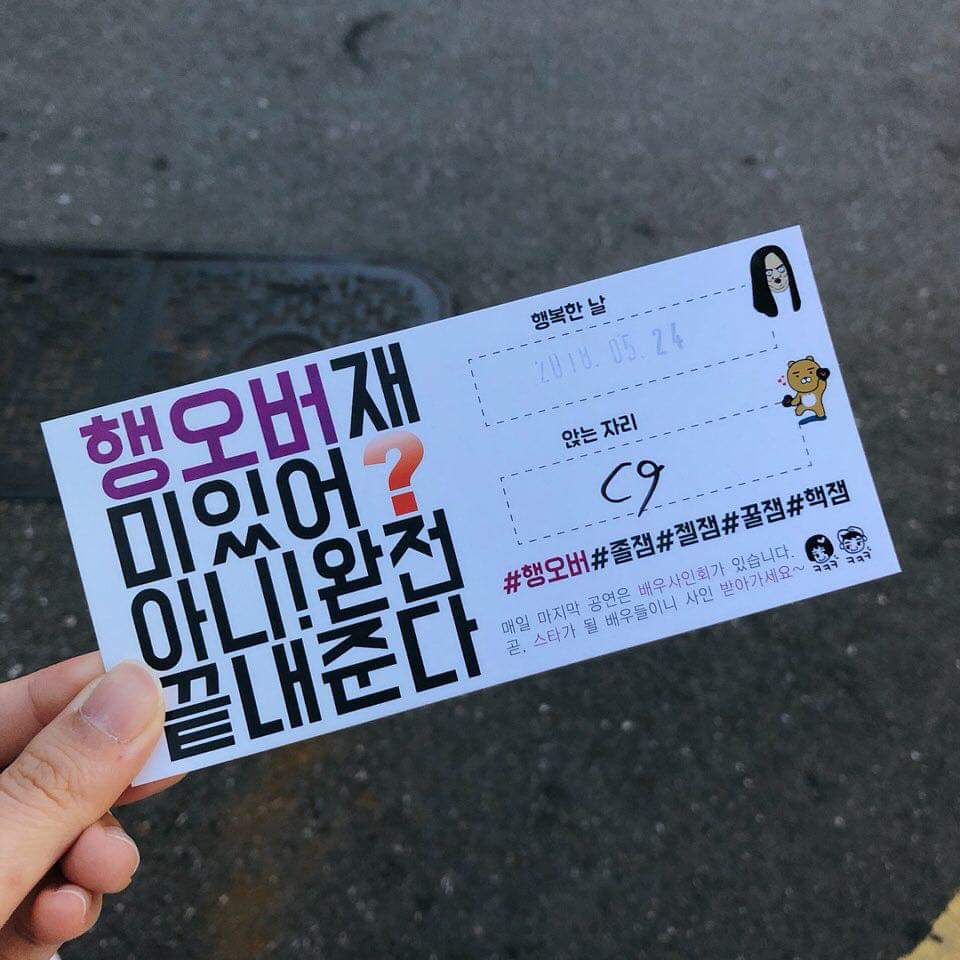 행오버재
미있어?
아니!완전
끝내준다
행복한 날
2018.05.24
앉는 자리
C9
#행오버#졸잼#젤잼#꿀잼#핵잼
매일 마지막 공연은 배우사인회가 있습니다.
곧, 스타가 될 배우들이니 사인 받아가세요~
ㅋㅋㅋ ㅋㅋㅋ